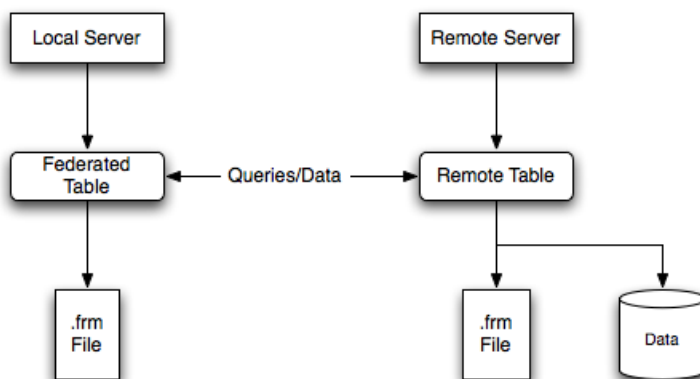 Local Server
Remote Server
Federated
Table
Queries/Data
Remote Table
.frm
File
.frm
File
Data